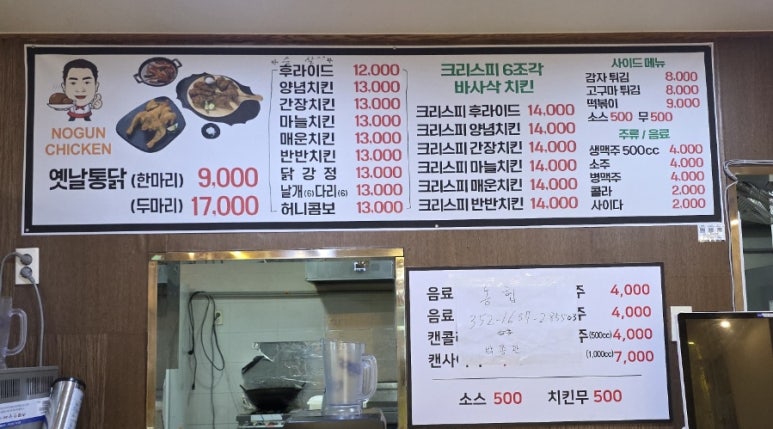 NOGUN
CHICKEN
옛날통닭 (한마리) 9,000
(두마리) 17,000
후라이드 12.000
양념치킨 13.000
간장치킨 13.000
마늘치킨 13.000
매운치킨 13.000
반반치킨 13.000
닭 강 정 13.000
날개(6)다리(6) 13.000
허니콤보 13.000
크리스피 6조각
바사삭 치킨
크리스피 후라이드 14,000
크리스피 양념치킨 14,000
크리스피 간장치킨 14,000
크리스피 마늘치킨 14,000
크리스피 매운치킨 14,000
크리스피 반반치킨 14,000
사이드 메뉴
감자 튀김 8.000
고구마 튀김 8.000
떡볶이 9.000
소스 500 무 500
주류 / 음료
생맥주 500cc 4.000
소주 4.000
병맥주 4.000
콜라 2.000
사이다 2.000
음료 주 4,000
음료 주 4,000
캔콜 주 (500cc) 4,000
캔사 (1,000cc) 7,000
농협
소스 500 치킨무 500